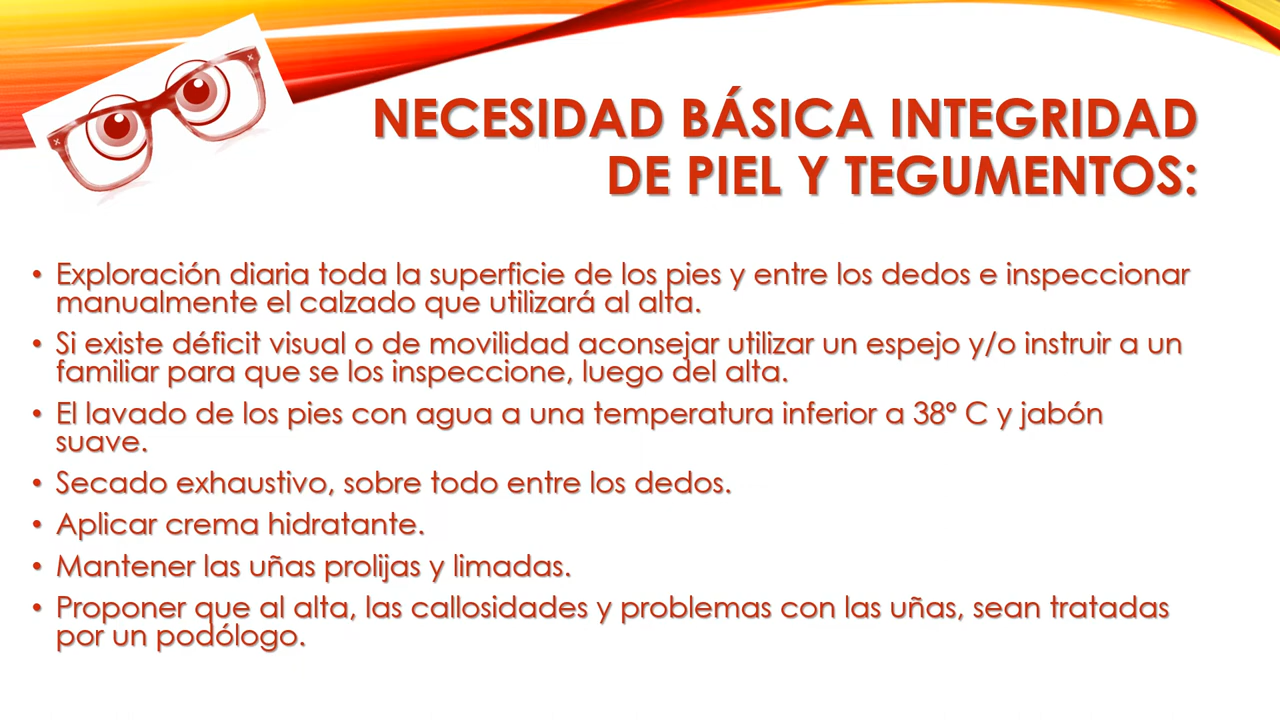 NECESIDAD BÁSICA INTEGRIDAD
DE PIEL Y TEGUMENTOS:
• Exploración diaria toda la superficie de los pies y entre los dedos e inspeccionar
manualmente el calzado que utilizará al alta.
• Si existe déficit visual o de movilidad aconsejar utilizar un espejo y/o instruir a un
familiar para que se los inspeccione, luego del alta.
• El lavado de los pies con agua a una temperatura inferior a 38º C y jabón
suave.
• Secado exhaustivo, sobre todo entre los dedos.
• Aplicar crema hidratante.
• Mantener las uñas prolijas y limadas.
• Proponer que al alta, las callosidades y problemas con las uñas, sean tratadas
por un podólogo.